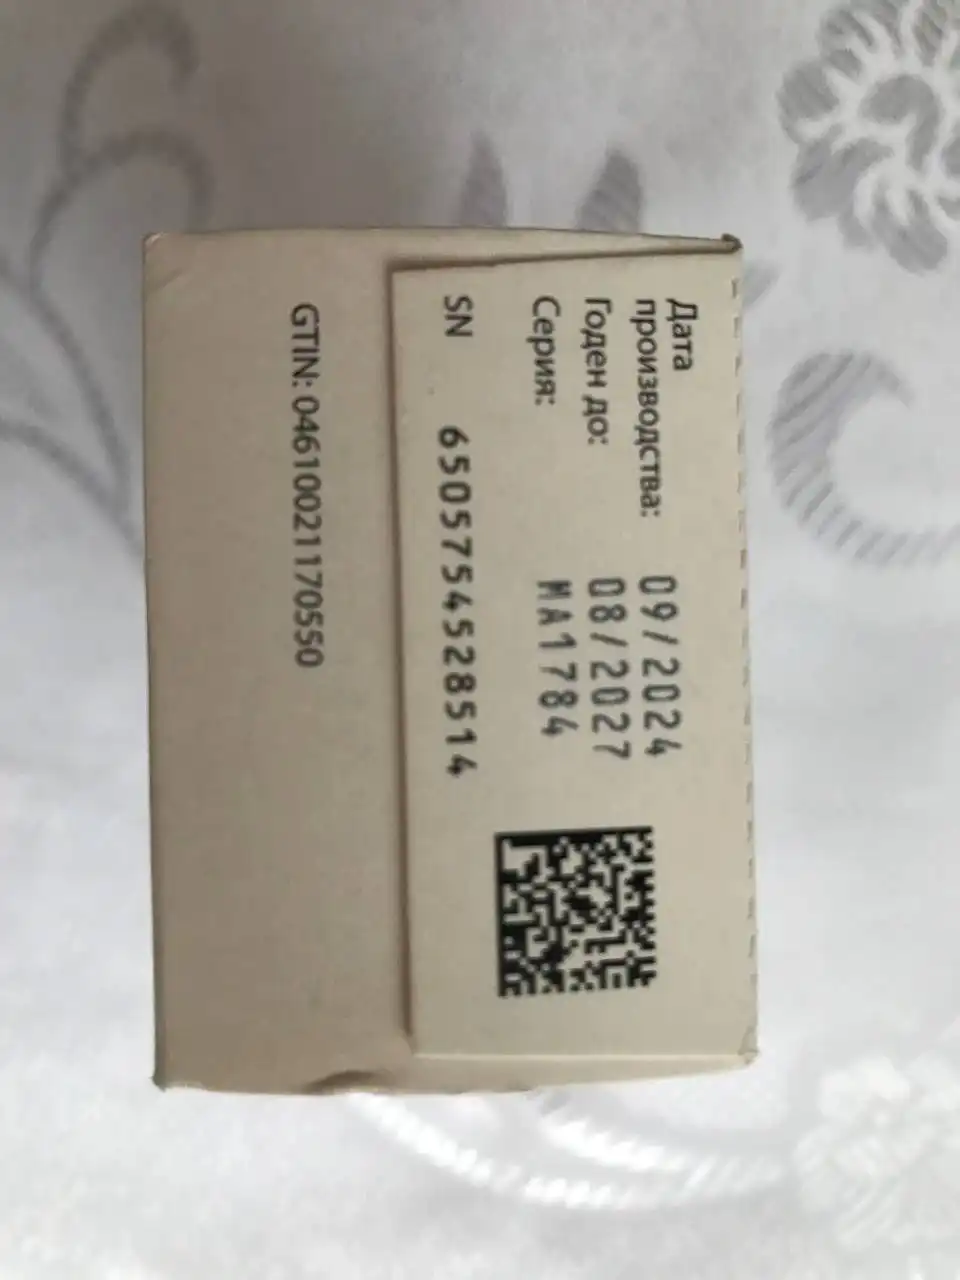 Дата
производства: 09/2024
Годен до: 08/2027
Серия: MA1784
SN 6505754528514
GTIN: 04610021170550